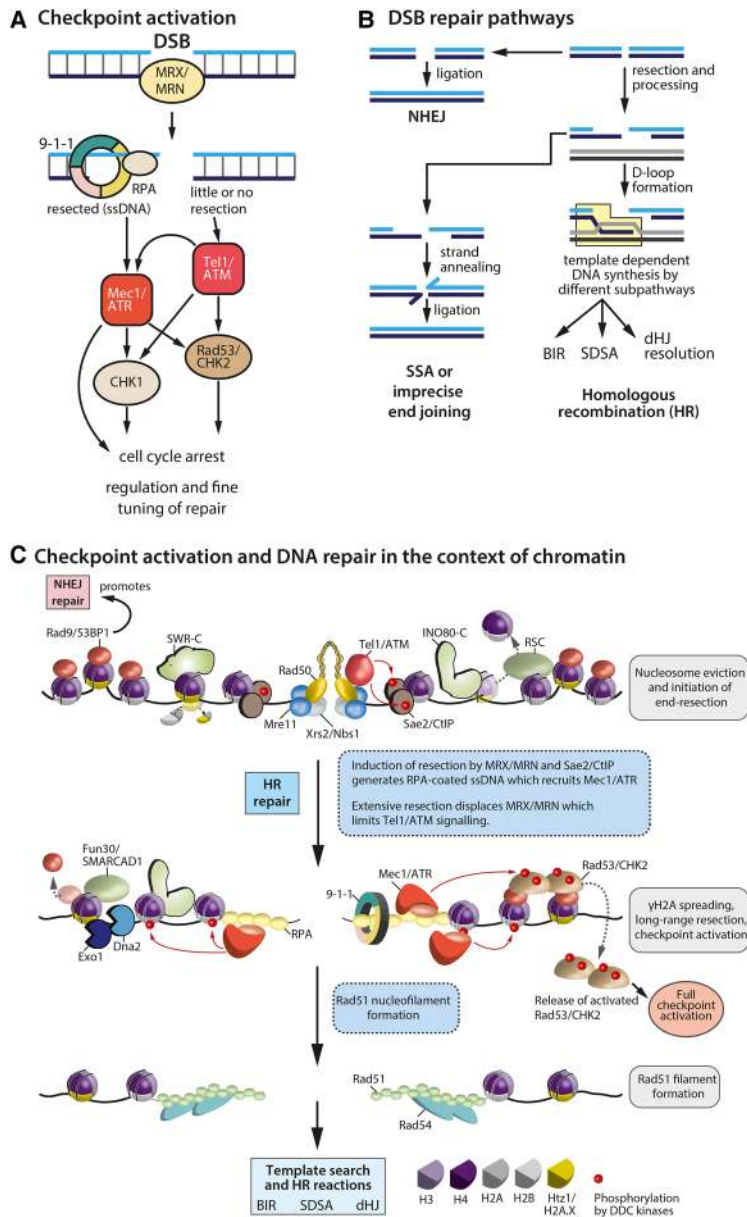 A Checkpoint activation
DSB
MRX/
MRN
9-1-1
RPA
resected (ssDNA)
little or no
resection
Tel1/
ATM
Mec1/
ATR
Rad53/
CHK2
CHK1
cell cycle arrest
regulation and fine
tuning of repair
B DSB repair pathways
ligation
NHEJ
resection and
processing
D-loop
formation
strand
annealing
ligation
template dependent
DNA synthesis by
different subpathways
BIR SDSA dHJ
resolution
SSA or
imprecise
end joining
Homologous
recombination (HR)
C Checkpoint activation and DNA repair in the context of chromatin
NHEJ
repair
promotes
Rad9/53BP1
SWR-C
Rad50
Tel1/ATM
INO80-C
RSC
Mre11
Xrs2/Nbs1
Sae2/CtIP
Nucleosome eviction
and initiation of
end-resection
HR
repair
Induction of resection by MRX/MRN and Sae2/CtIP
generates RPA-coated ssDNA which recruits Mec1/ATR
Extensive resection displaces MRX/MRN which
limits Tel1/ATM signalling.
Fun30/
SMARCAD1
Exo1
Dna2
RPA
9-1-1
Mec1/ATR
Rad53/CHK2
γH2A spreading,
long-range resection,
checkpoint activation
Release of activated
Rad53/CHK2
Full
checkpoint
activation
Rad51 nucleofilament
formation
Rad51
Rad54
Rad51 filament
formation
Template search
and HR reactions
BIR SDSA dHJ
H3 H4 H2A H2B Htz1/
H2A.X
Phosphorylation
by DDC kinases